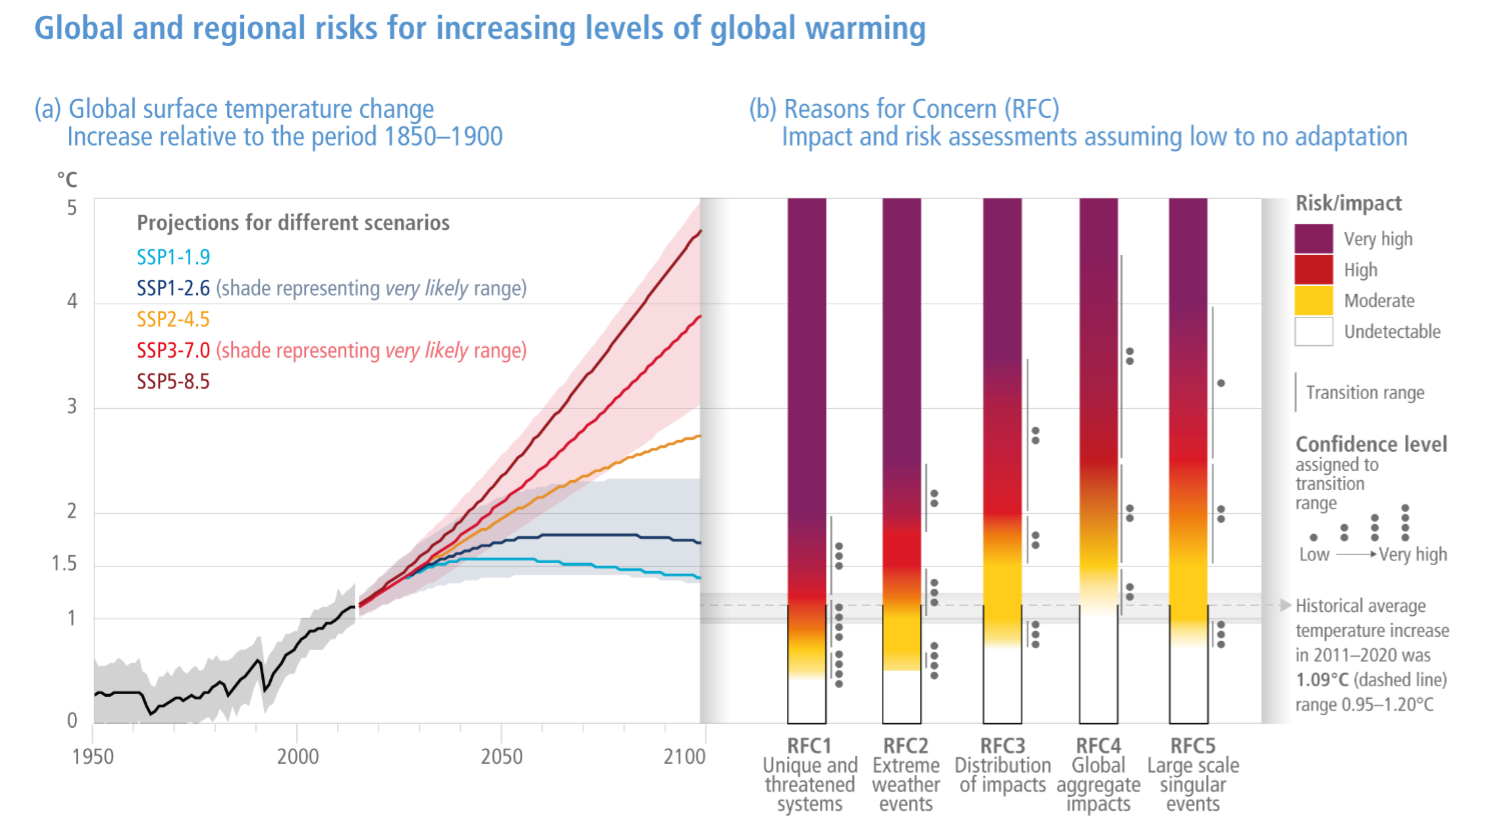 Global and regional risks for increasing levels of global warming
(a) Global surface temperature change
Increase relative to the period 1850–1900
°C
5
4
3
2
1.5
1
0
Projections for different scenarios
SSP1-1.9
SSP1-2.6 (shade representing very likely range)
SSP2-4.5
SSP3-7.0 (shade representing very likely range)
SSP5-8.5
1950
2000
2050
2100
(b) Reasons for Concern (RFC)
Impact and risk assessments assuming low to no adaptation
RFC1
Unique and
threatened
systems
RFC2
Extreme
weather
events
RFC3
Distribution
of impacts
RFC4
Global
aggregate
impacts
RFC5
Large scale
singular
events
Risk/impact
Very high
High
Moderate
Undetectable
Transition range
Confidence level
assigned to
transition
range
Low
Very high
Historical average
temperature increase
in 2011–2020 was
1.09°C (dashed line)
range 0.95–1.20°C